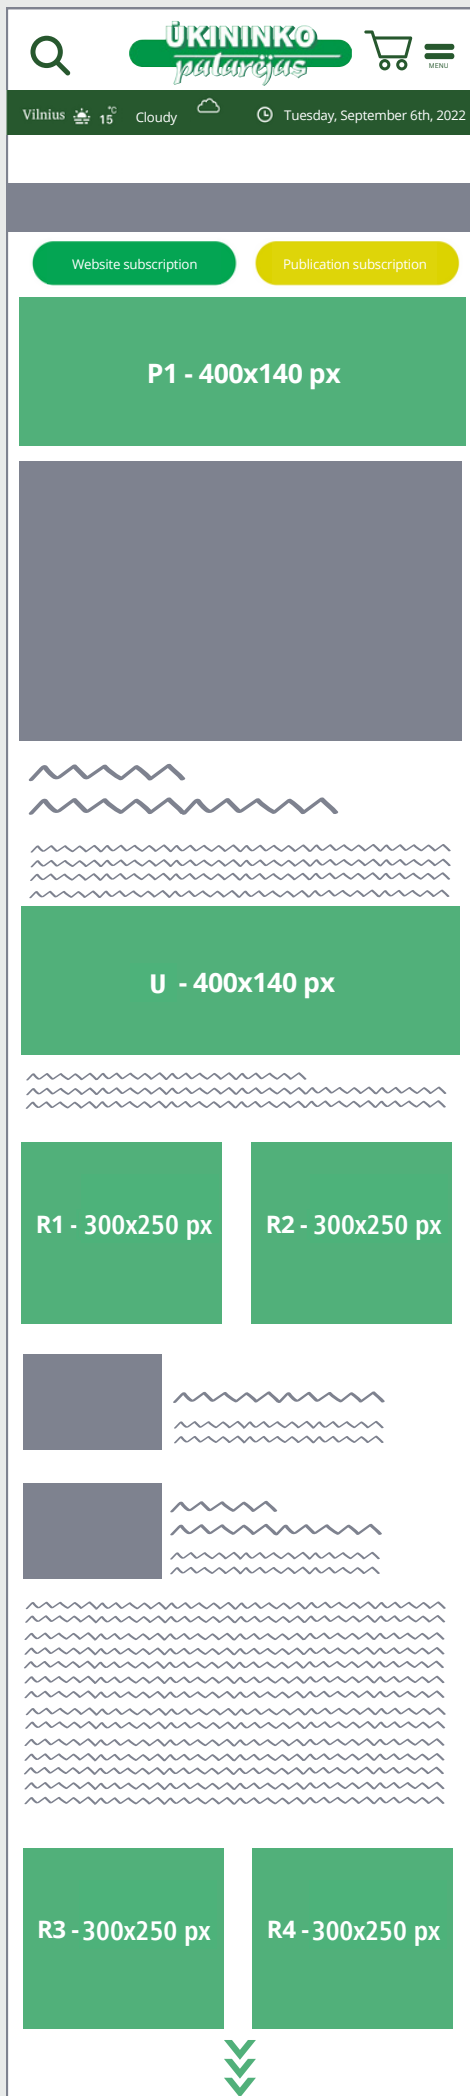 ŪKININKO
patarėjas
MENU
Vilnius 15°C Cloudy Tuesday, September 6th, 2022
Website subscription Publication subscription
P1 - 400x140 px
U - 400x140 px
R1 - 300x250 px R2 - 300x250 px
R3 - 300x250 px R4 - 300x250 px